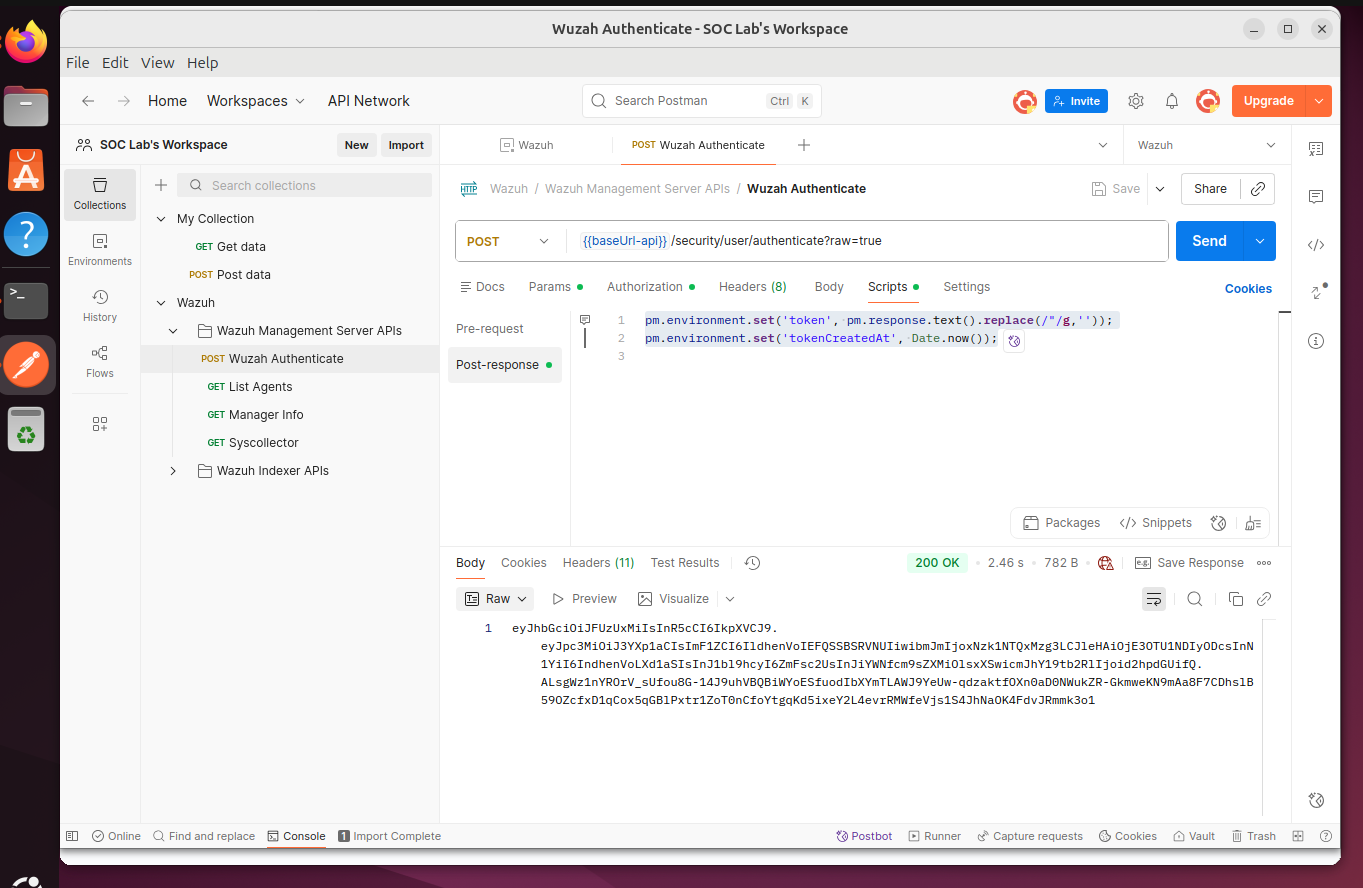 Wuzah Authenticate - SOC Lab's Workspace
File Edit View Help
Home Workspaces API Network
Search Postman Ctrl K
Invite
Upgrade
SOC Lab's Workspace New Import
Wazuh
POST Wuzah Authenticate
Wazuh
Collections
Environments
History
Flows
Search collections
My Collection
GET Get data
POST Post data
Wazuh
Wazuh Management Server APIs
POST Wuzah Authenticate
GET List Agents
GET Manager Info
GET Syscollector
Wazuh Indexer APIs
HTTP Wazuh / Wazuh Management Server APIs / Wuzah Authenticate
Save Share
POST {{baseUrl-api}} /security/user/authenticate?raw=true
Send
Docs Params Authorization Headers (8) Body Scripts Settings Cookies
Pre-request
Post-response
1 pm.environment.set('token', pm.response.text().replace(/"/g,''));
2 pm.environment.set('tokenCreatedAt', Date.now());
3
Packages </> Snippets
Body Cookies Headers (11) Test Results
200 OK • 2.46 s • 782 B • e.g. Save Response
Raw Preview Visualize
1 eyJhbGciOiJFUzUxMiIsInR5cCI6IkpXVCJ9.
eyJpc3MiOiJ3YXp1aCIsImF1ZCI6IldhenVoIEFQSSBSRVNUIiwibmJmIjoxNzk1NTQxMzg3LCJleHAiOjE3OTU1NDIyODcsInN
1YiI6IndhenVoLXd1aSIsInJ1bl9hcyI6ZmFsc2UsInJiYWNfcm9sZXMiOlsxXSwicmJhY19tb2RlIjoid2hpdGUifQ.
ALsgWz1nYROrV_sUfou8G-14J9uhVBQBiWYoESfuodIbXYmTLAWJ9YeUw-qdzaktfOXn0aD0NWukZR-GkmweKN9mAa8F7CDhslB
59OZcfxD1qCox5qGBlPxtr1ZoT0nCfoYtgqKd5ixeY2L4evrRMWfeVjs1S4JhNaOK4FdvJRmmk3o1
Online Find and replace Console 1 Import Complete
Postbot Runner Capture requests Cookies Vault Trash